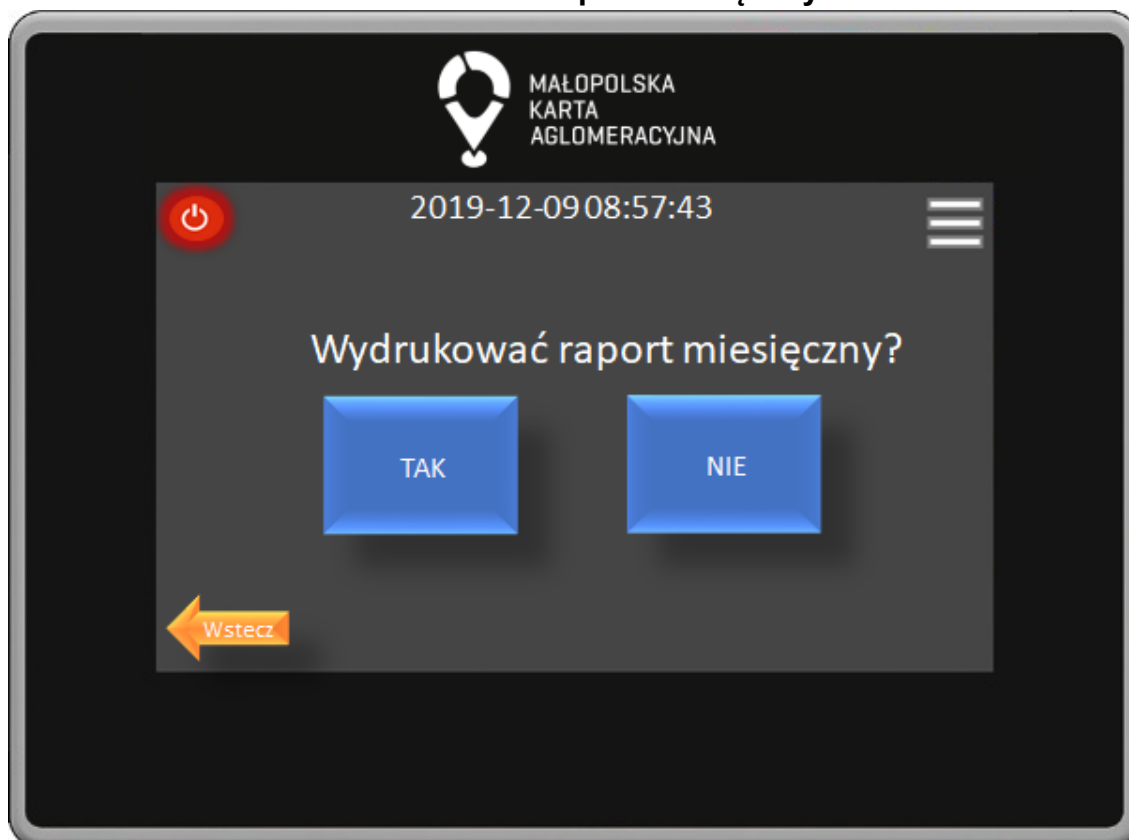 MAŁOPOLSKA
KARTA
AGLOMERACYJNA
2019-12-09 08:57:43
Wydrukować raport miesięczny?
TAK
NIE
Wstecz